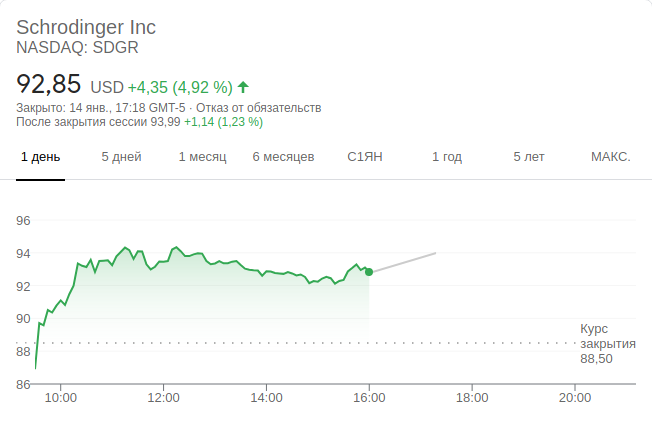 Schrodinger Inc
NASDAQ: SDGR
92,85 USD +4,35 (4,92 %)
Закрыто: 14 янв., 17:18 GMT-5 · Отказ от обязательств
После закрытия сессии 93,99 +1,14 (1,23 %)
1 день 5 дней 1 месяц 6 месяцев С1ЯН 1 год 5 лет МАКС.
96
94
92
90
88
86
Курс
закрытия
88,50
10:00 12:00 14:00 16:00 18:00 20:00